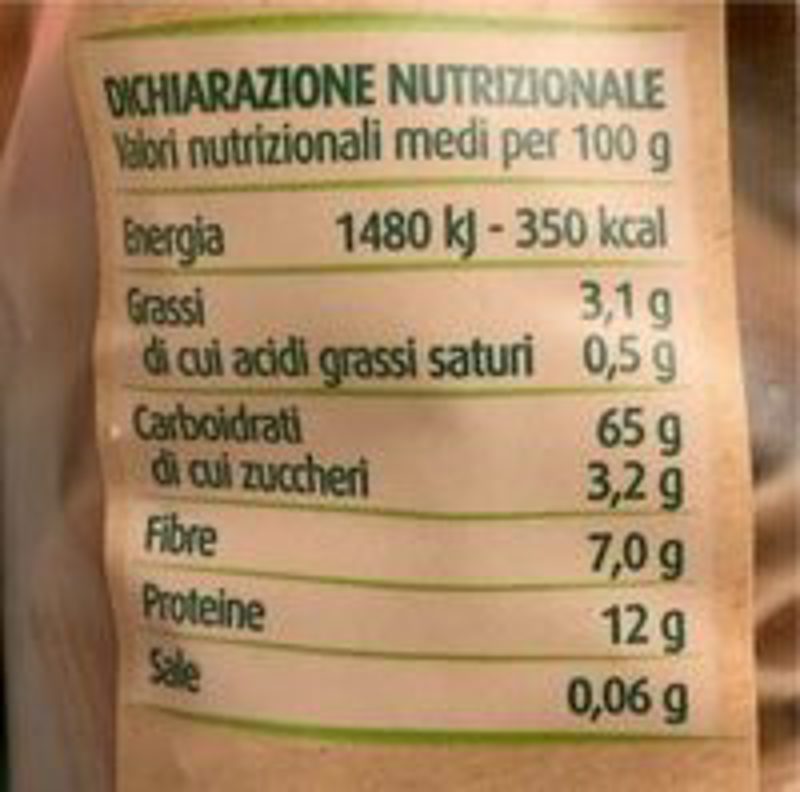 DICHIARAZIONE NUTRIZIONALE
Valori nutrizionali medi per 100 g
Energia 1480 kJ - 350 kcal
Grassi 3,1 g
di cui acidi grassi saturi 0,5 g
Carboidrati 65 g
di cui zuccheri 3,2 g
Fibre 7,0 g
Proteine 12 g
Sale 0,06 g